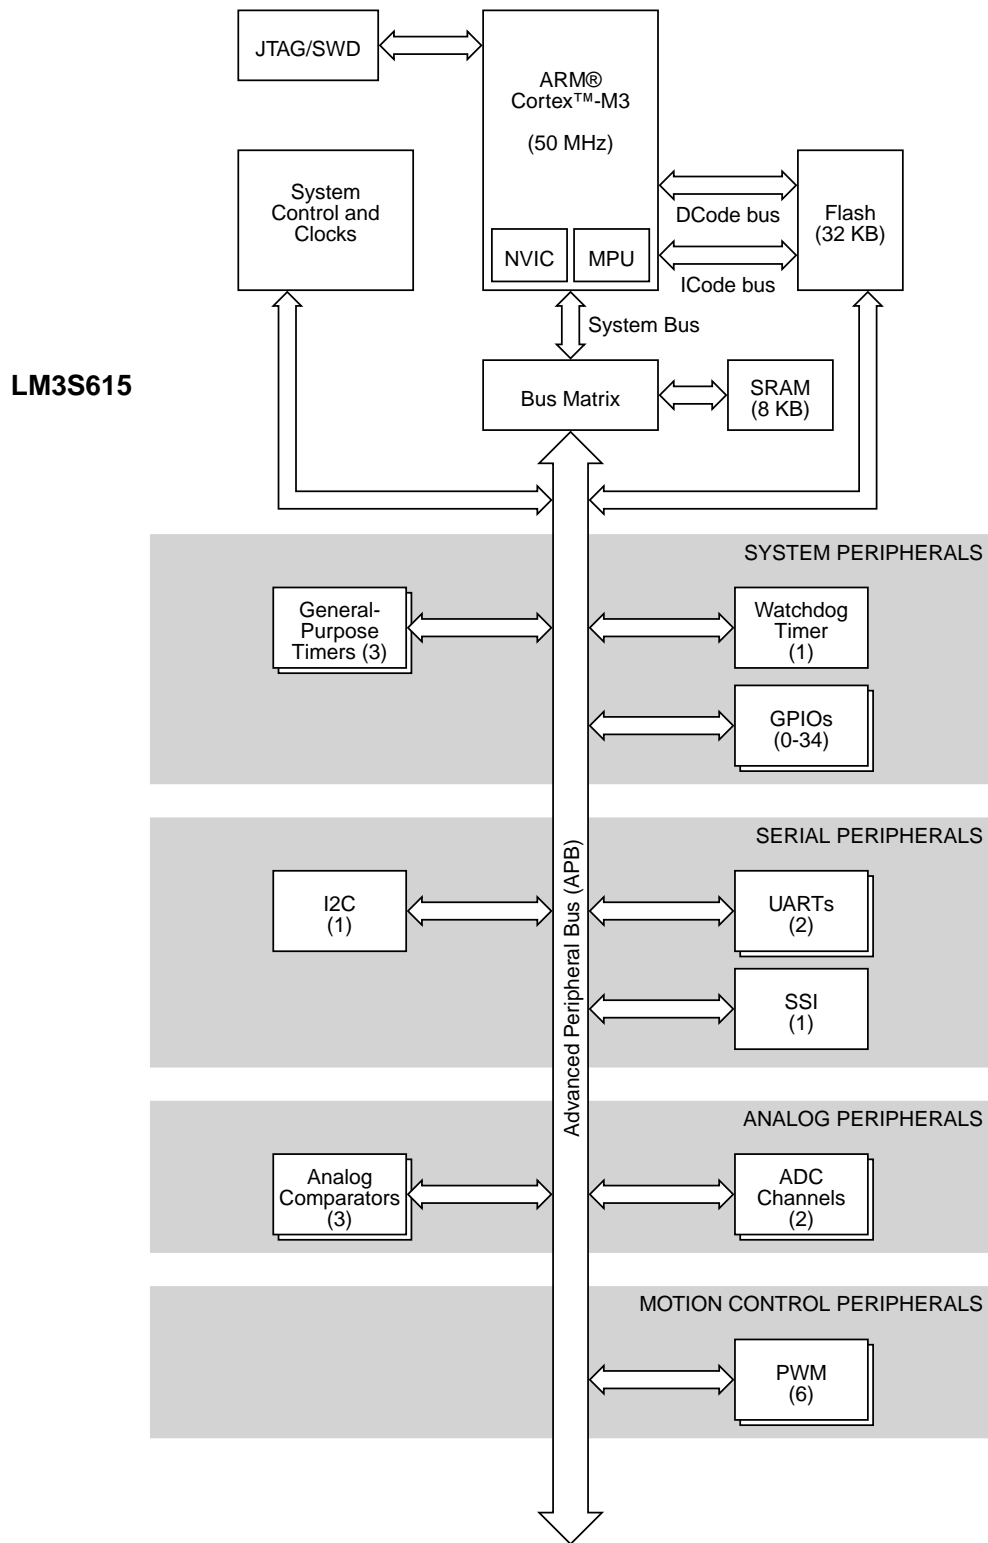 JTAG/SWD
ARM®
Cortex™-M3
(50 MHz)
System
Control and
Clocks
DCode bus
Flash
(32 KB)
NVIC
MPU
ICode bus
System Bus
LM3S615
Bus Matrix
SRAM
(8 KB)
SYSTEM PERIPHERALS
General-
Purpose
Timers (3)
Watchdog
Timer
(1)
GPIOs
(0-34)
SERIAL PERIPHERALS
Advanced Peripheral Bus (APB)
I2C
(1)
UARTs
(2)
SSI
(1)
ANALOG PERIPHERALS
Analog
Comparators
(3)
ADC
Channels
(2)
MOTION CONTROL PERIPHERALS
PWM
(6)